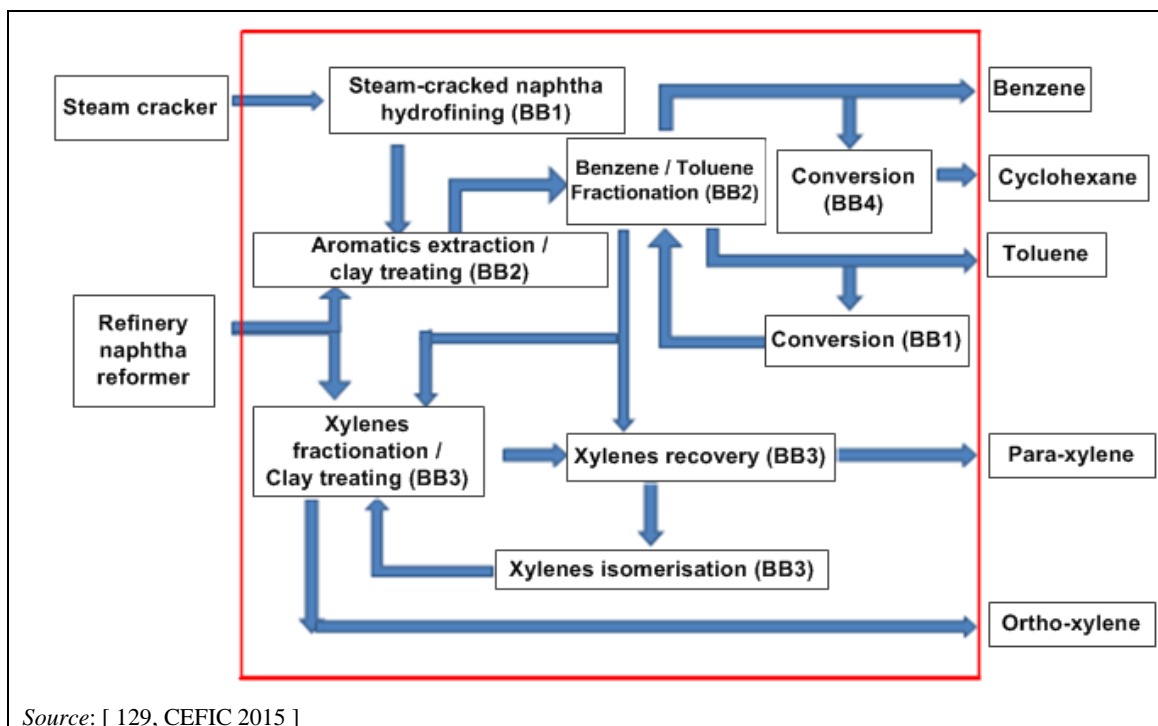 Steam cracker
Steam-cracked naphtha
hydrofining (BB1)
Benzene
Benzene / Toluene
Fractionation (BB2)
Conversion
(BB4)
Cyclohexane
Aromatics extraction /
clay treating (BB2)
Toluene
Refinery
naphtha
reformer
Conversion (BB1)
Xylenes
fractionation /
Clay treating (BB3)
Xylenes recovery (BB3)
Para-xylene
Xylenes isomerisation (BB3)
Ortho-xylene
Source: [ 129, CEFIC 2015 ]